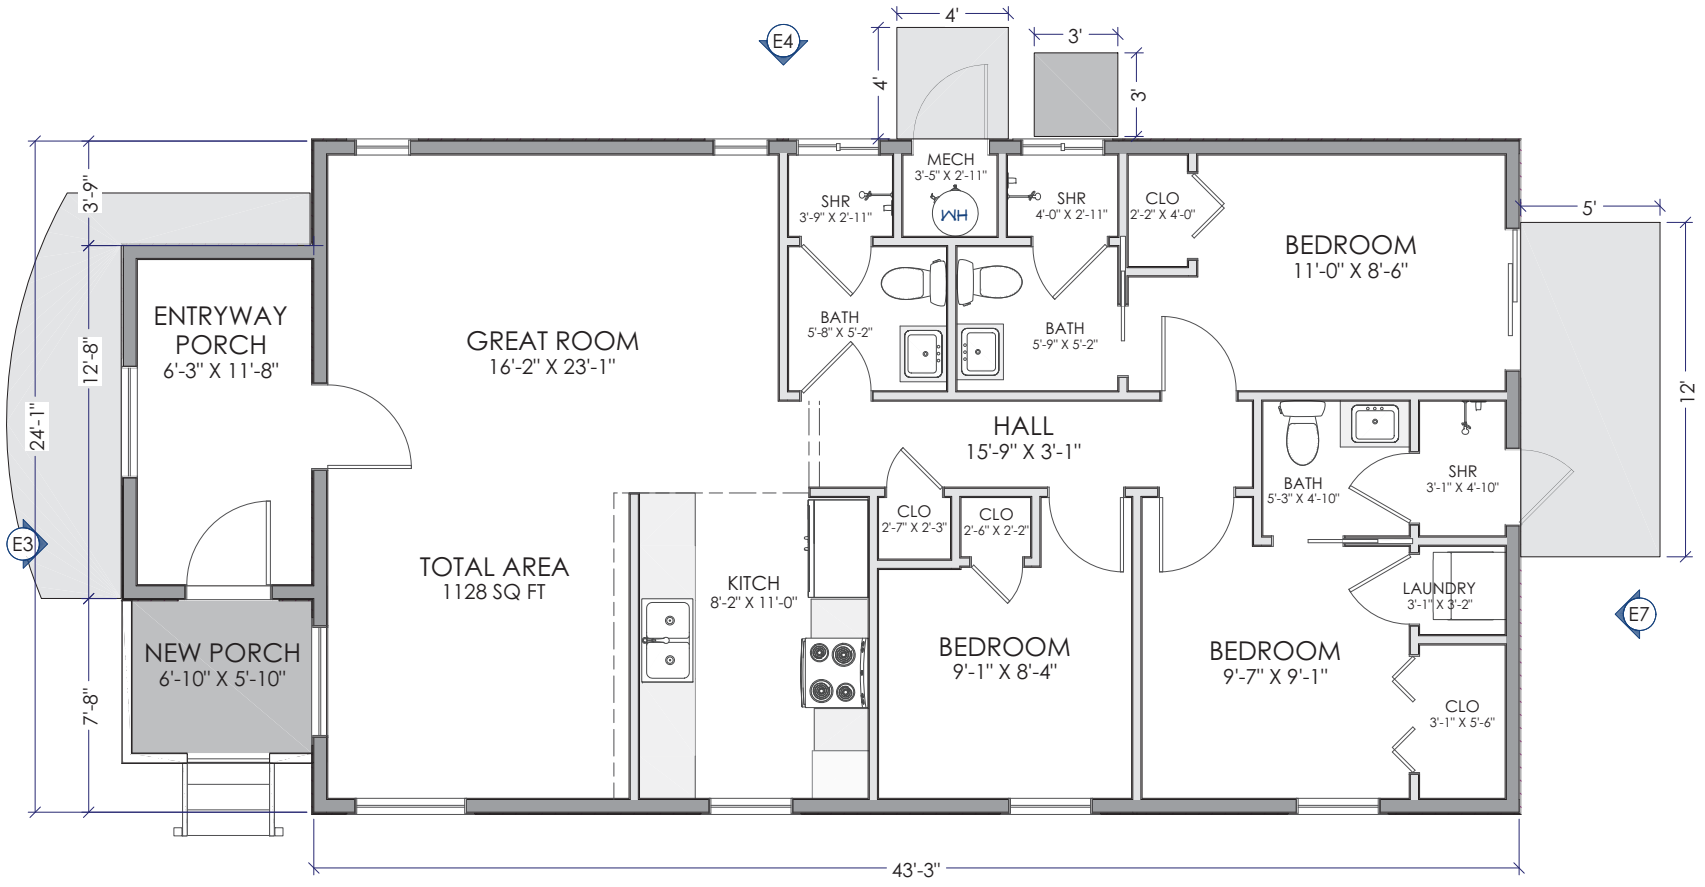 4'
E4
3'
4'
3'
MECH
3'-5" X 2'-11"
WH
3'-9"
SHR
3'-9" X 2'-11"
SHR
4'-0" X 2'-11"
CLO
2'-2" X 4'-0"
5'
BEDROOM
11'-0" X 8'-6"
ENTRYWAY
PORCH
6'-3" X 11'-8"
GREAT ROOM
16'-2" X 23'-1"
BATH
5'-8" X 5'-2"
BATH
5'-9" X 5'-2"
12'-8"
24'-1"
12'
HALL
15'-9" X 3'-1"
BATH
5'-3" X 4'-10"
SHR
3'-1" X 4'-10"
CLO
2'-7" X 2'-3"
CLO
2'-6" X 2'-2"
E3
TOTAL AREA
1128 SQ FT
KITCH
8'-2" X 11'-0"
LAUNDRY
3'-1" X 3'-2"
E7
NEW PORCH
6'-10" X 5'-10"
BEDROOM
9'-1" X 8'-4"
BEDROOM
9'-7" X 9'-1"
7'-8"
CLO
3'-1" X 5'-6"
43'-3"